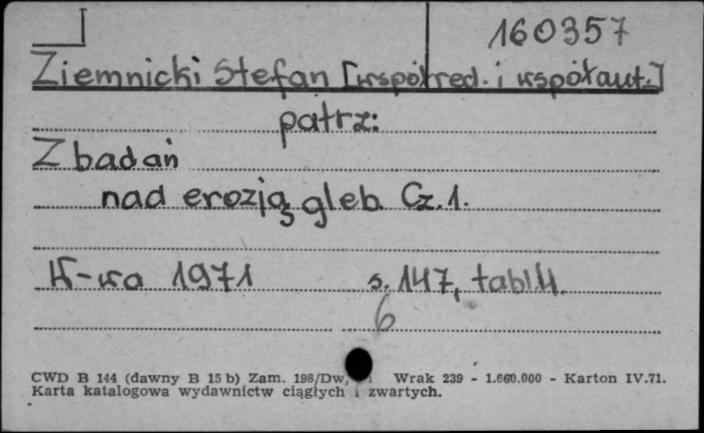 160357
Ziemnicki Stefan [współred. i współaut.]
patrz:
Z badań
nad erozją gleb. Cz. 1.
W-wa 1971 s. 147, tabl. 4.
6
CWD B 144 (dawny B 15 b) Zam. 198/Dw, Wrak 239 - 1.660.000 - Karton IV.71.
Karta katalogowa wydawnictw ciągłych i zwartych.